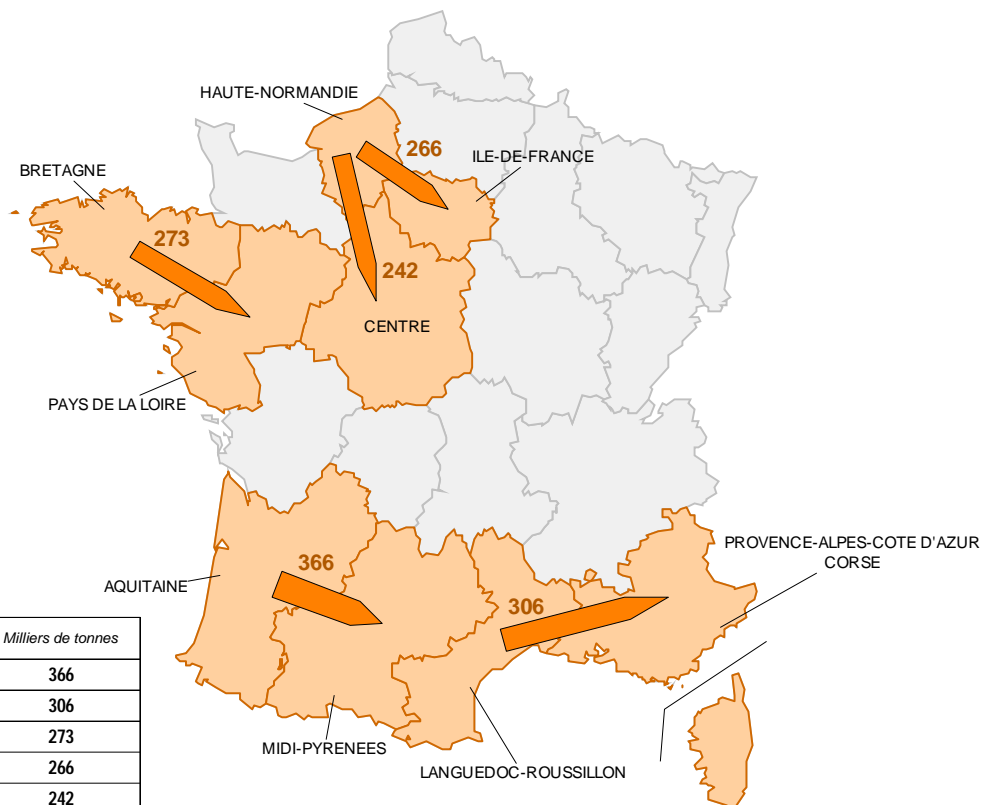 HAUTE-NORMANDIE
266
ILE-DE-FRANCE
BRETAGNE
273
242
CENTRE
PAYS DE LA LOIRE
PROVENCE-ALPES-COTE D'AZUR
CORSE
366
AQUITAINE
306
Milliers de tonnes
366
306
273
266
242
MIDI-PYRENEES
LANGUEDOC-ROUSSILLON